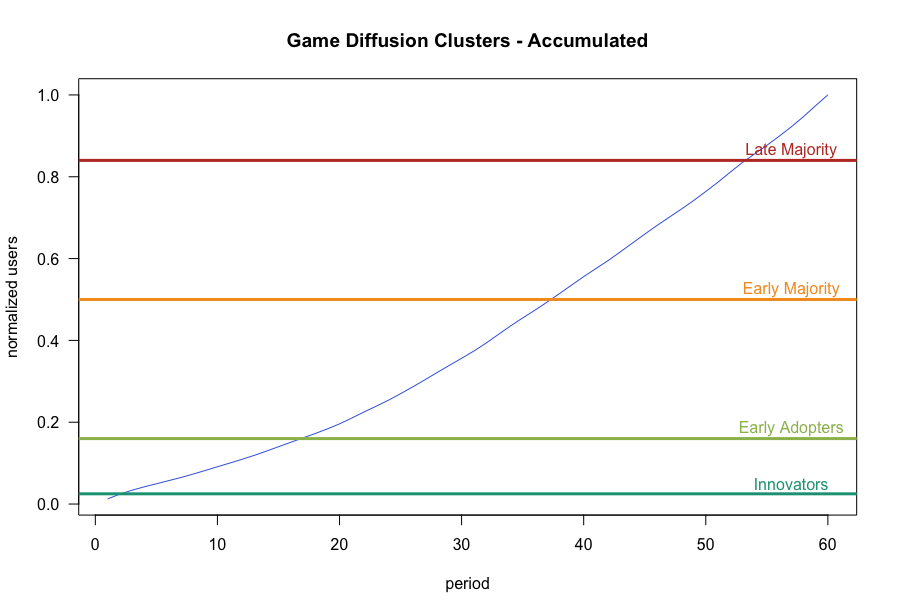 Game Diffusion Clusters - Accumulated
normalized users
1.0
0.8
0.6
0.4
0.2
0.0
Late Majority
Early Majority
Early Adopters
Innovators
0 10 20 30 40 50 60
period